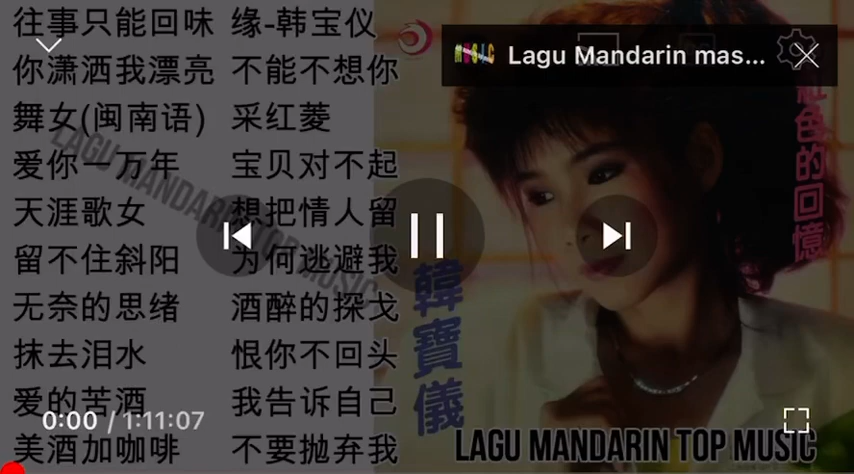 往事只能回味
你潇洒我漂亮
舞女(闽南语)
爱你一万年
天涯歌女
留不住斜阳
无奈的思绪
抹去泪水
爱的苦酒
美酒加咖啡
缘-韩宝仪
不能不想你
采红菱
宝贝对不起
想把情人留
为何逃避我
酒醉的探戈
恨你不回头
我告诉自己
不要抛弃我
LAGU MANDARIN TOP MUSIC
MUSIC
Lagu Mandarin mas...
紅色的回憶
韓寶儀
0:00 / 1:11:07
LAGU MANDARIN TOP MUSIC